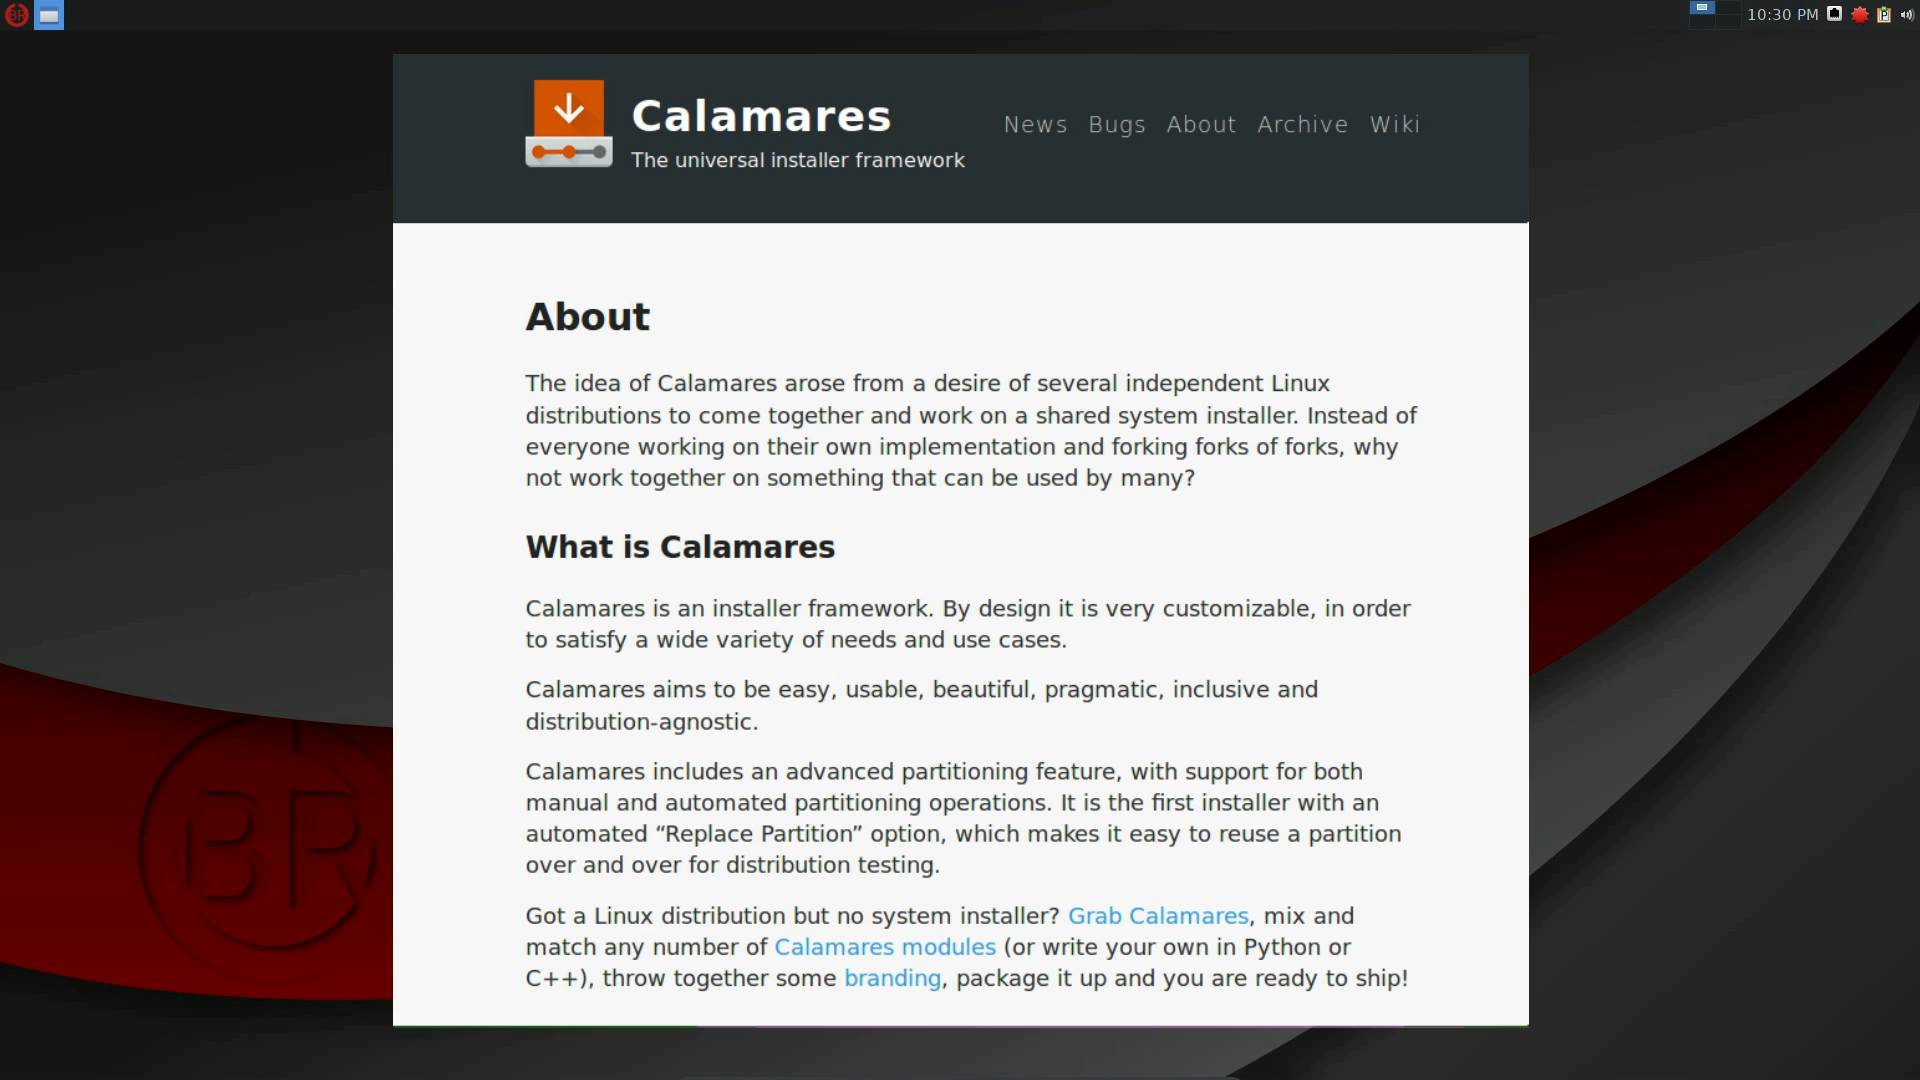 10:30 PM
Calamares
The universal installer framework
News Bugs About Archive Wiki
About
The idea of Calamares arose from a desire of several independent Linux
distributions to come together and work on a shared system installer. Instead of
everyone working on their own implementation and forking forks of forks, why
not work together on something that can be used by many?
What is Calamares
Calamares is an installer framework. By design it is very customizable, in order
to satisfy a wide variety of needs and use cases.
Calamares aims to be easy, usable, beautiful, pragmatic, inclusive and
distribution-agnostic.
Calamares includes an advanced partitioning feature, with support for both
manual and automated partitioning operations. It is the first installer with an
automated “Replace Partition” option, which makes it easy to reuse a partition
over and over for distribution testing.
Got a Linux distribution but no system installer? Grab Calamares, mix and
match any number of Calamares modules (or write your own in Python or
C++), throw together some branding, package it up and you are ready to ship!
BR